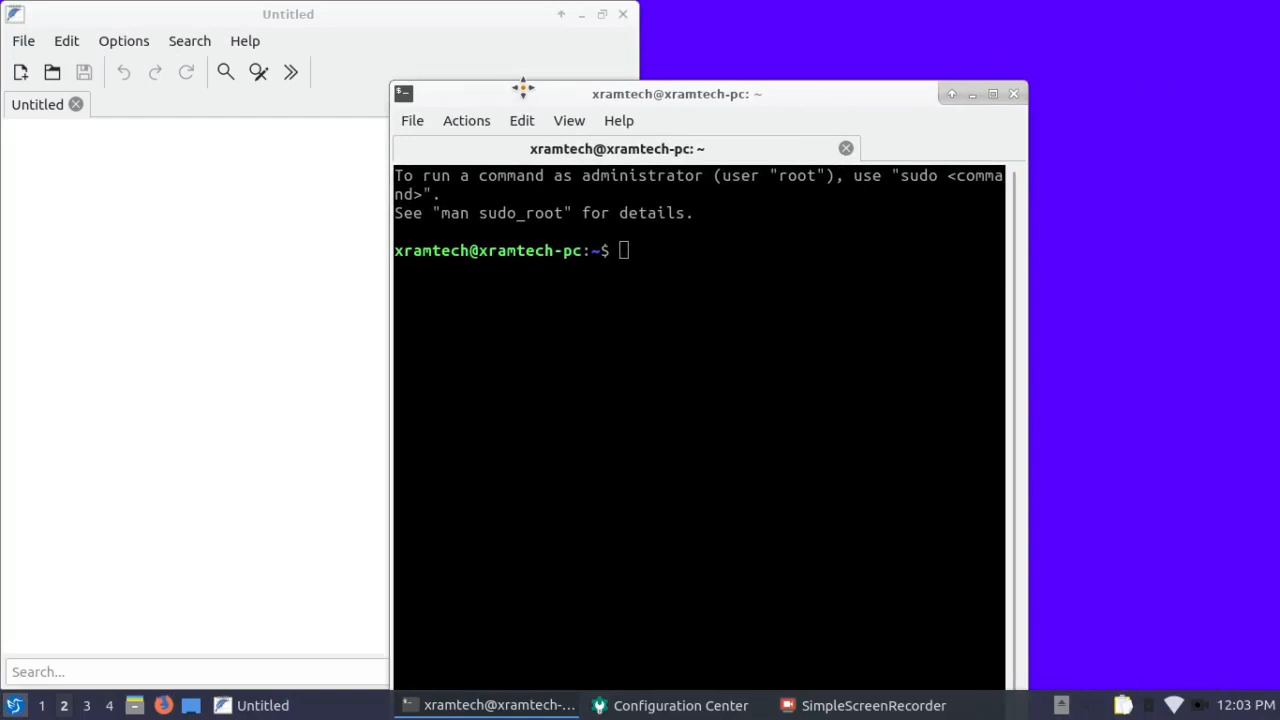 Untitled
File Edit Options Search Help
Untitled
xramtech@xramtech-pc: ~
File Actions Edit View Help
xramtech@xramtech-pc: ~
To run a command as administrator (user "root"), use "sudo <comma
nd>".
See "man sudo_root" for details.
xramtech@xramtech-pc:~$
Search...
1 2 3 4 Untitled xramtech@xramtech-... Configuration Center SimpleScreenRecorder 12:03 PM